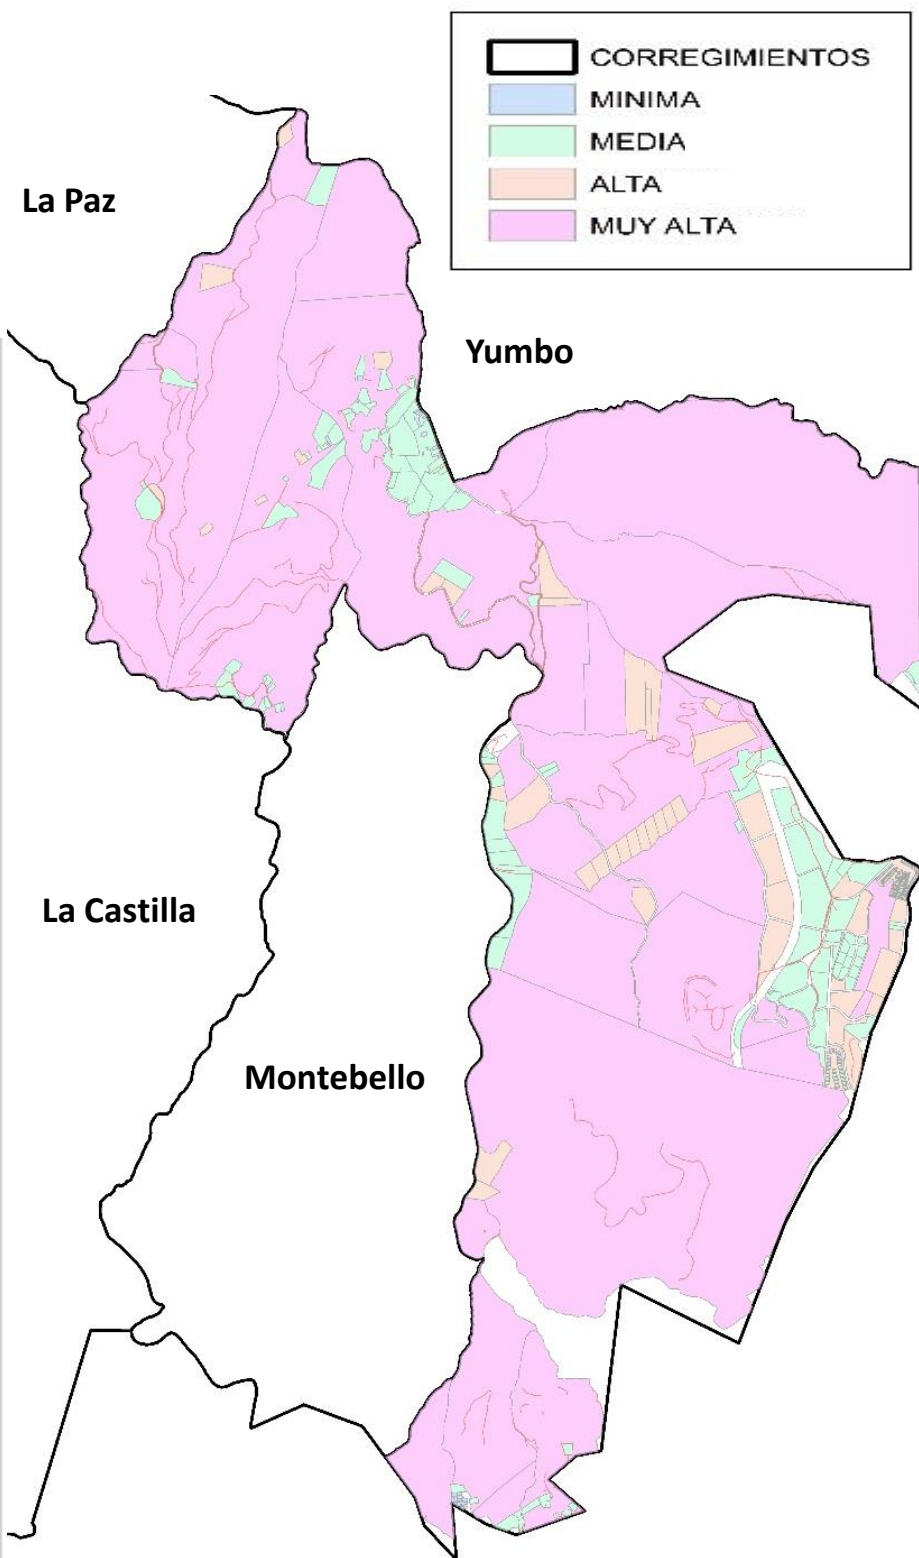 CORREGIMIENTOS
MINIMA
MEDIA
ALTA
MUY ALTA
La Paz
Yumbo
La Castilla
Montebello